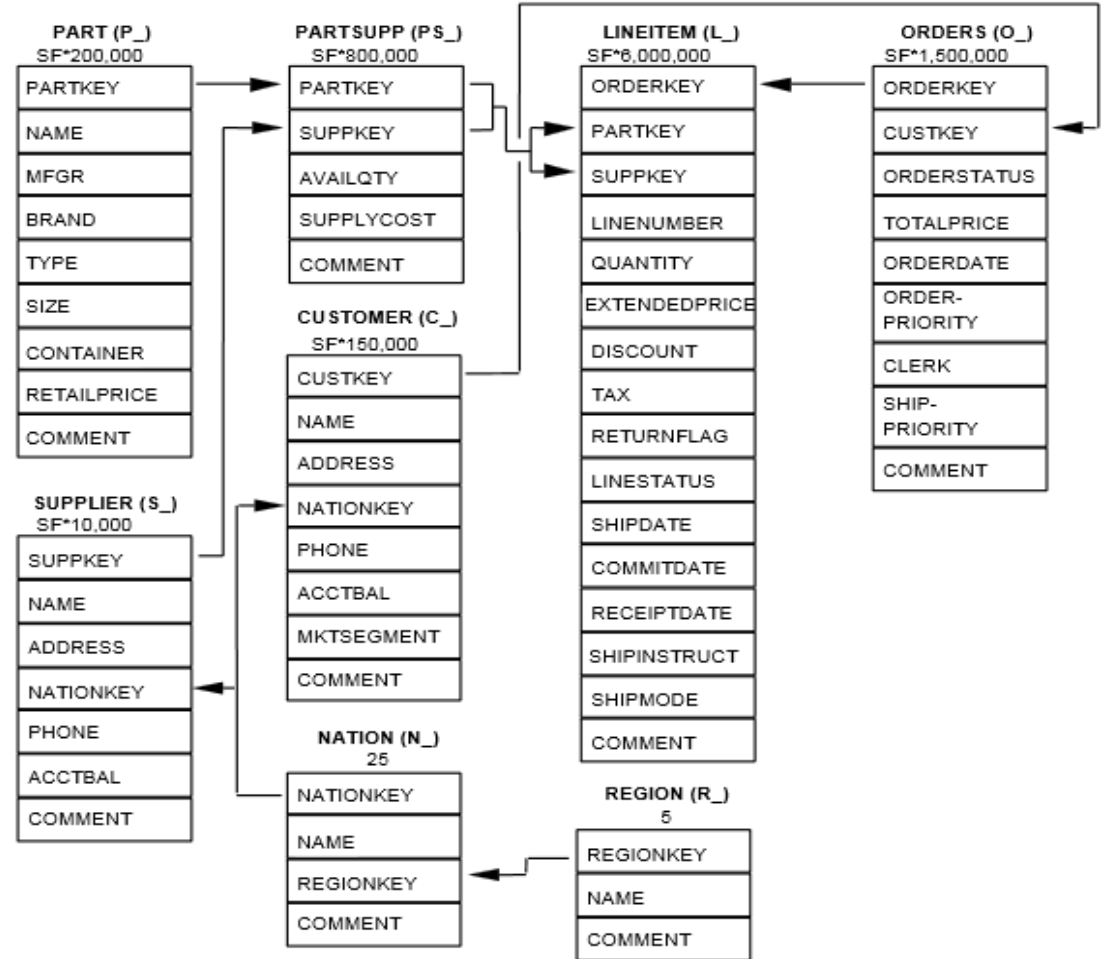 PART (P_)
SF*200,000
PARTKEY
NAME
MFGR
BRAND
TYPE
SIZE
CONTAINER
RETAILPRICE
COMMENT
SUPPLIER (S_)
SF*10,000
SUPPKEY
NAME
ADDRESS
NATIONKEY
PHONE
ACCTBAL
COMMENT
PARTSUPP (PS_)
SF*800,000
PARTKEY
SUPPKEY
AVAILQTY
SUPPLYCOST
COMMENT
CUSTOMER (C_)
SF*150,000
CUSTKEY
NAME
ADDRESS
NATIONKEY
PHONE
ACCTBAL
MKTSEGMENT
COMMENT
NATION (N_)
25
NATIONKEY
NAME
REGIONKEY
COMMENT
LINEITEM (L_)
SF*6,000,000
ORDERKEY
PARTKEY
SUPPKEY
LINENUMBER
QUANTITY
EXTENDEDPRICE
DISCOUNT
TAX
RETURNFLAG
LINESTATUS
SHIPDATE
COMMITDATE
RECEIPTDATE
SHIPINSTRUCT
SHIPMODE
COMMENT
REGION (R_)
5
REGIONKEY
NAME
COMMENT
ORDERS (O_)
SF*1,500,000
ORDERKEY
CUSTKEY
ORDERSTATUS
TOTALPRICE
ORDERDATE
ORDER-
PRIORITY
CLERK
SHIP-
PRIORITY
COMMENT